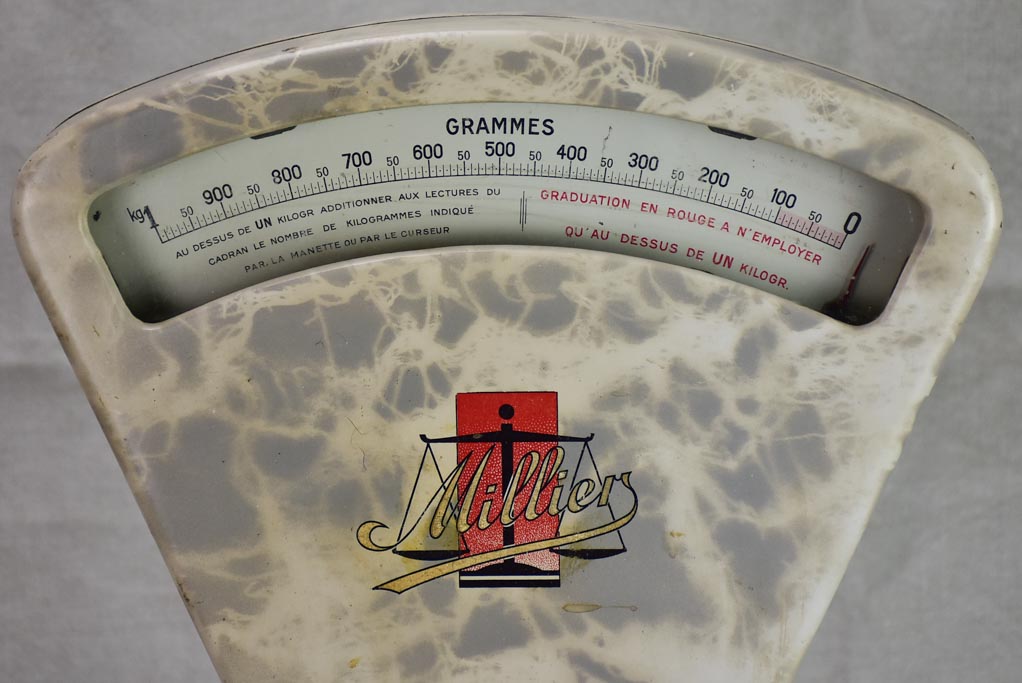 GRAMMES
kg 1 50 900 50 800 50 700 50 600 50 500 50 400 50 300 50 200 50 100 50 0
AU DESSUS DE UN KILOGR ADDITIONNER AUX LECTURES DU
CADRAN LE NOMBRE DE KILOGRAMMES INDIQUÉ
PAR LA MANETTE OU PAR LE CURSEUR
GRADUATION EN ROUGE A N'EMPLOYER
QU'AU DESSUS DE UN KILOGR.
Milliers